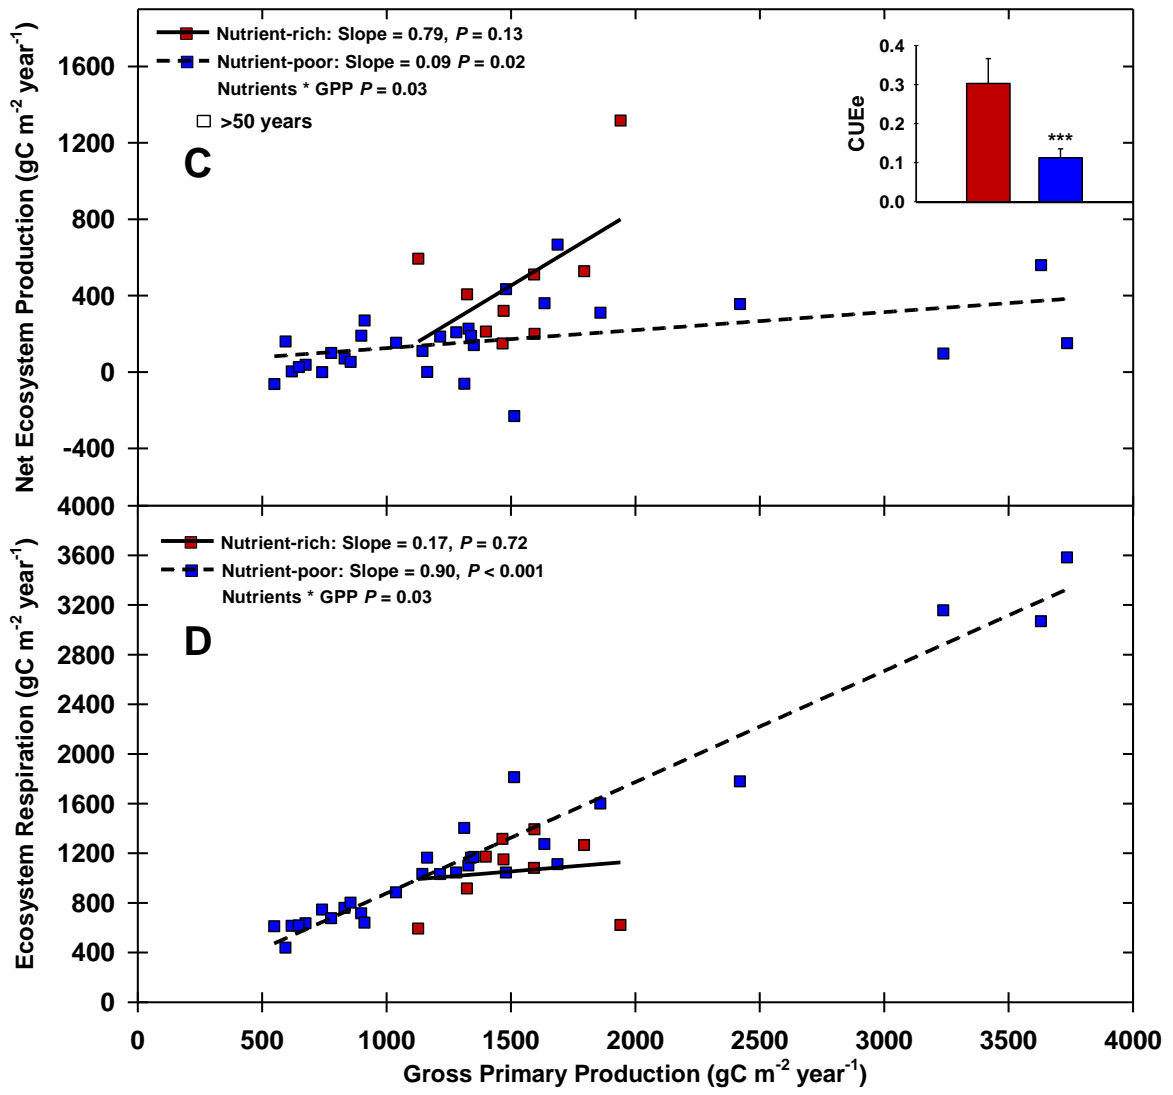 Nutrient-rich: Slope = 0.79, P = 0.13
Nutrient-poor: Slope = 0.09 P = 0.02
Nutrients * GPP P = 0.03
>50 years
C
Net Ecosystem Production (gC m-2 year-1)
1600
1200
800
400
0
-400
CUEe
0.4
0.3
0.2
0.1
0.0
***
4000
Nutrient-rich: Slope = 0.17, P = 0.72
Nutrient-poor: Slope = 0.90, P < 0.001
Nutrients * GPP P = 0.03
D
Ecosystem Respiration (gC m-2 year-1)
3600
3200
2800
2400
2000
1600
1200
800
400
0
0 500 1000 1500 2000 2500 3000 3500 4000
Gross Primary Production (gC m-2 year-1)